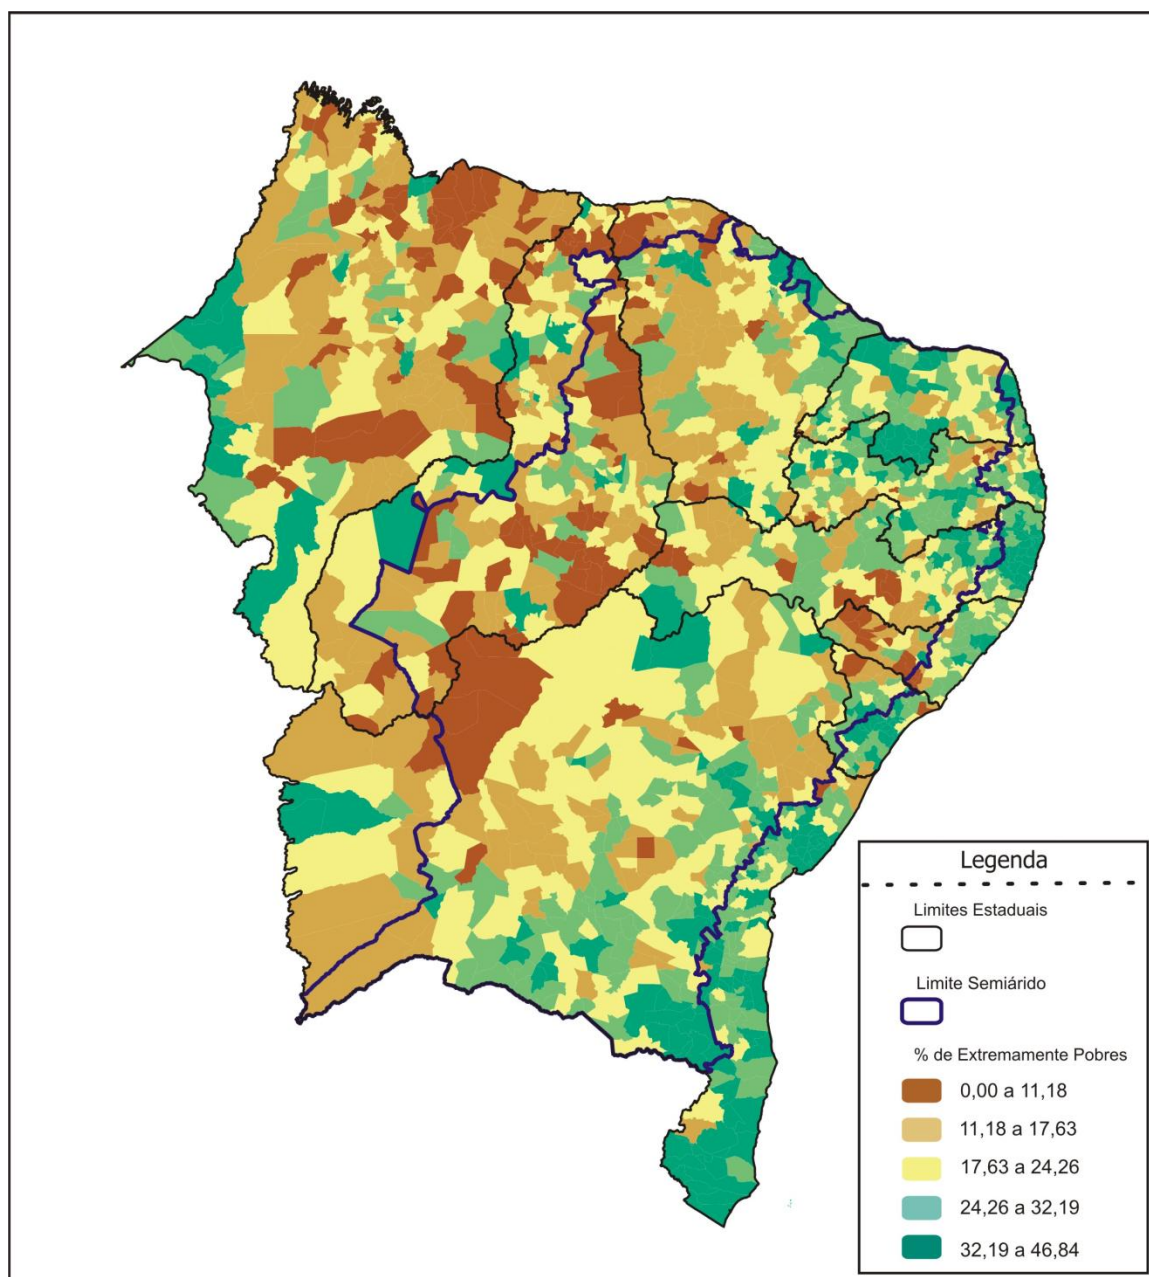 Legenda
Limites Estaduais
Limite Semiárido
% de Extremamente Pobres
0,00 a 11,18
11,18 a 17,63
17,63 a 24,26
24,26 a 32,19
32,19 a 46,84